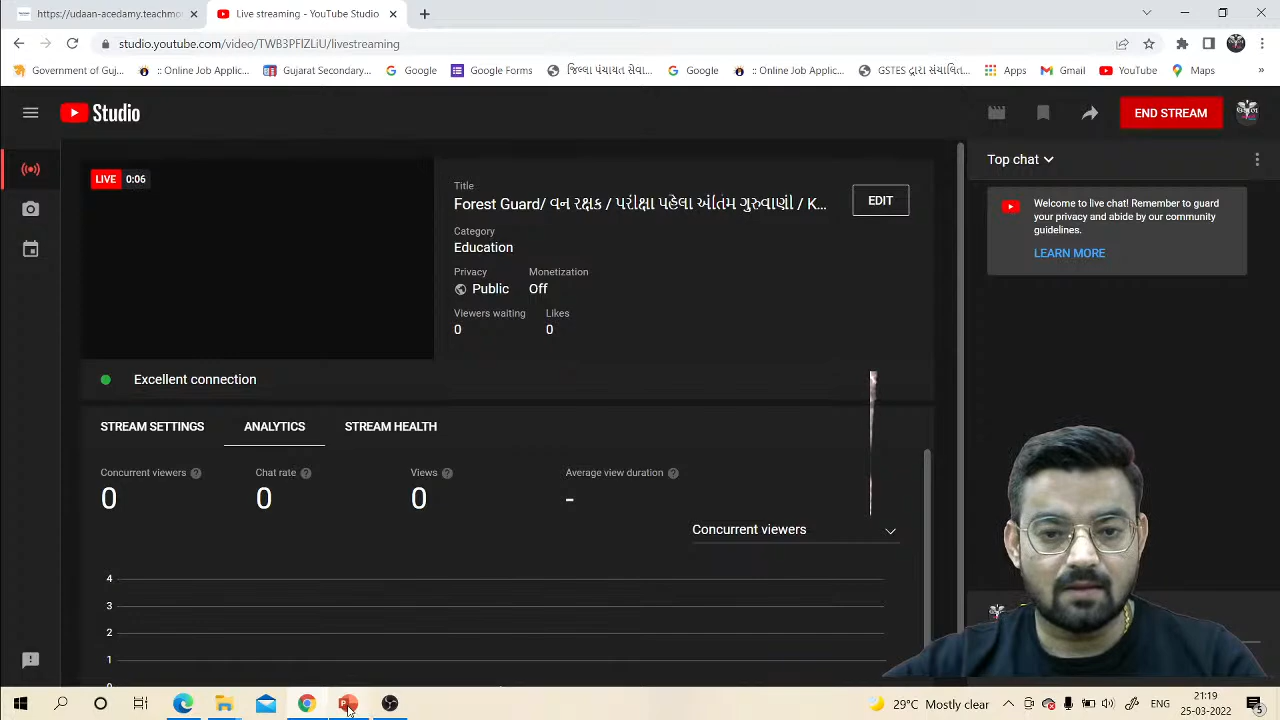 https://udaan-acedamy.teachmo
Live streaming - YouTube Studio
studio.youtube.com/video/TWB3PFIZLiU/livestreaming
Government of Guj...
:: Online Job Applic...
Gujarat Secondary...
Google
Google Forms
જિલ્લા પંચાયત સેવા...
Google
:: Online Job Applic...
GSTES દ્વારા સંચાલિત...
Apps
Gmail
YouTube
Maps
»
Studio
END STREAM
LIVE 0:06
Title
Forest Guard/ વન રક્ષક / પરીક્ષા પહેલા અંતિમ ગુરુવાણી / K...
EDIT
Category
Education
Privacy Monetization
Public Off
Viewers waiting Likes
0 0
Excellent connection
STREAM SETTINGS ANALYTICS STREAM HEALTH
Concurrent viewers ? Chat rate ? Views ? Average view duration ?
0 0 0 -
Concurrent viewers
4
3
2
1
Top chat
Welcome to live chat! Remember to guard
your privacy and abide by our community
guidelines.
LEARN MORE
29°C Mostly clear
21:19
25-03-2022
5